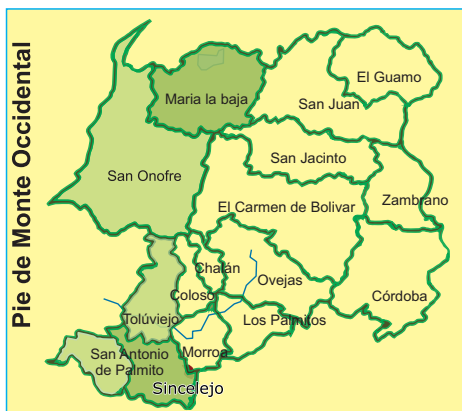 Pie de Monte Occidental
El Guamo
Maria la baja
San Juan
San Jacinto
San Onofre
Zambrano
El Carmen de Bolivar
Chalán
Ovejas
Colosó
Córdoba
Tolúviejo
Los Palmitos
San Antonio
de Palmito
Morroa
Sincelejo